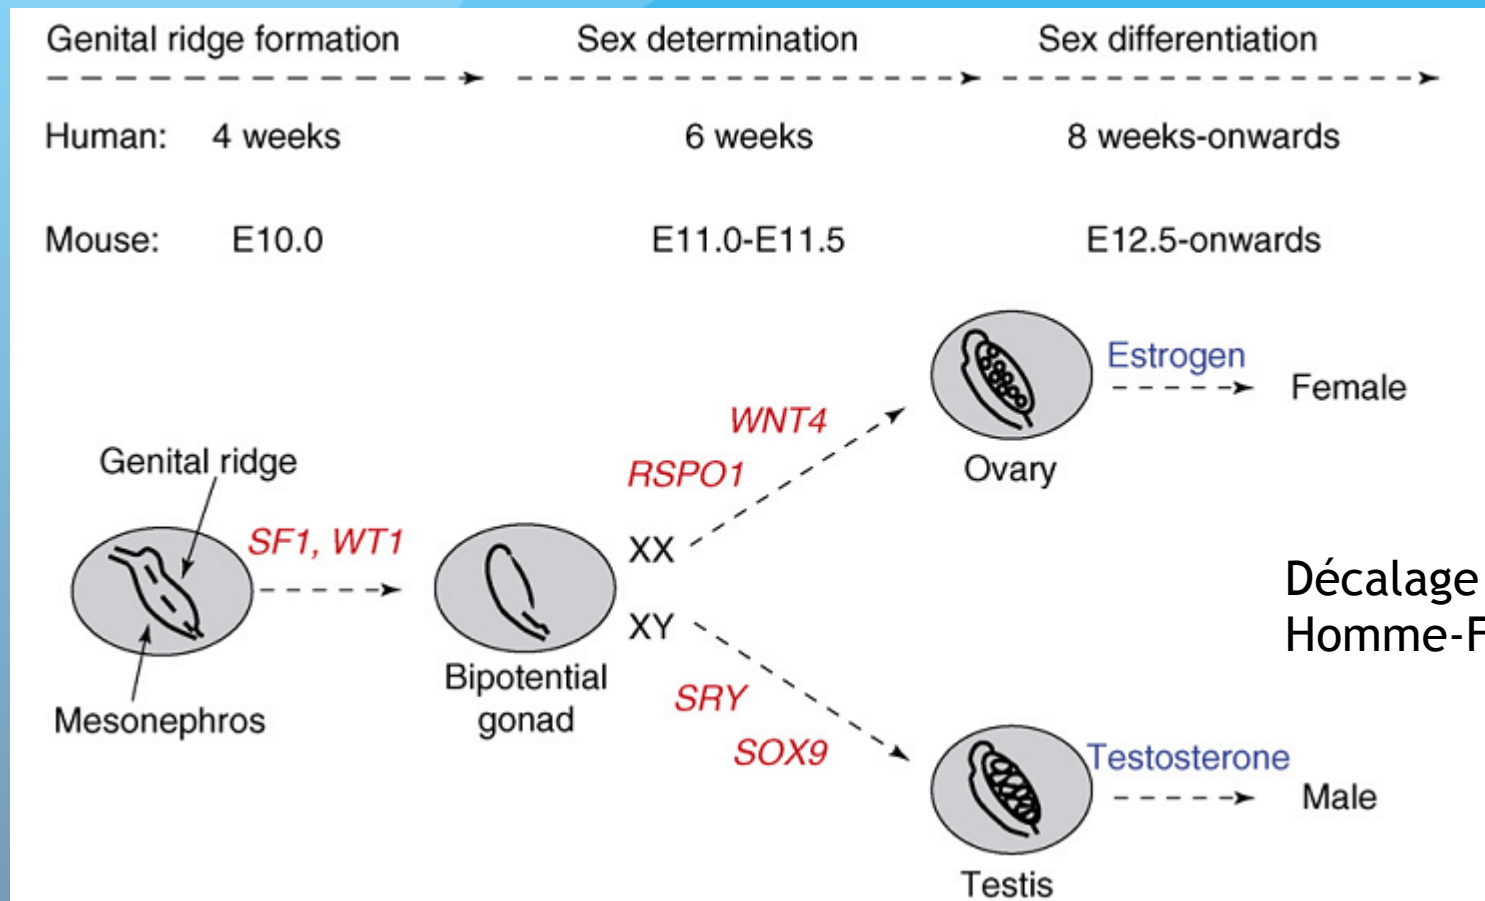 Genital ridge formation
Sex determination
Sex differentiation
Human: 4 weeks
6 weeks
8 weeks-onwards
Mouse: E10.0
E11.0-E11.5
E12.5-onwards
Genital ridge
SF1, WT1
Mesonephros
Bipotential
gonad
XX
XY
RSPO1
WNT4
SRY
SOX9
Ovary
Estrogen
Female
Testis
Testosterone
Male
Décalage
Homme-F